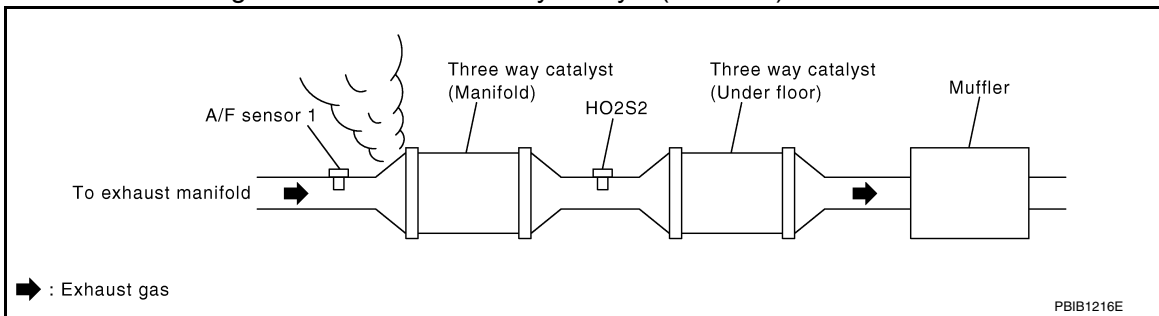 Three way catalyst
(Manifold)
Three way catalyst
(Under floor)
Muffler
A/F sensor 1
HO2S2
To exhaust manifold
: Exhaust gas
PBIB1216E